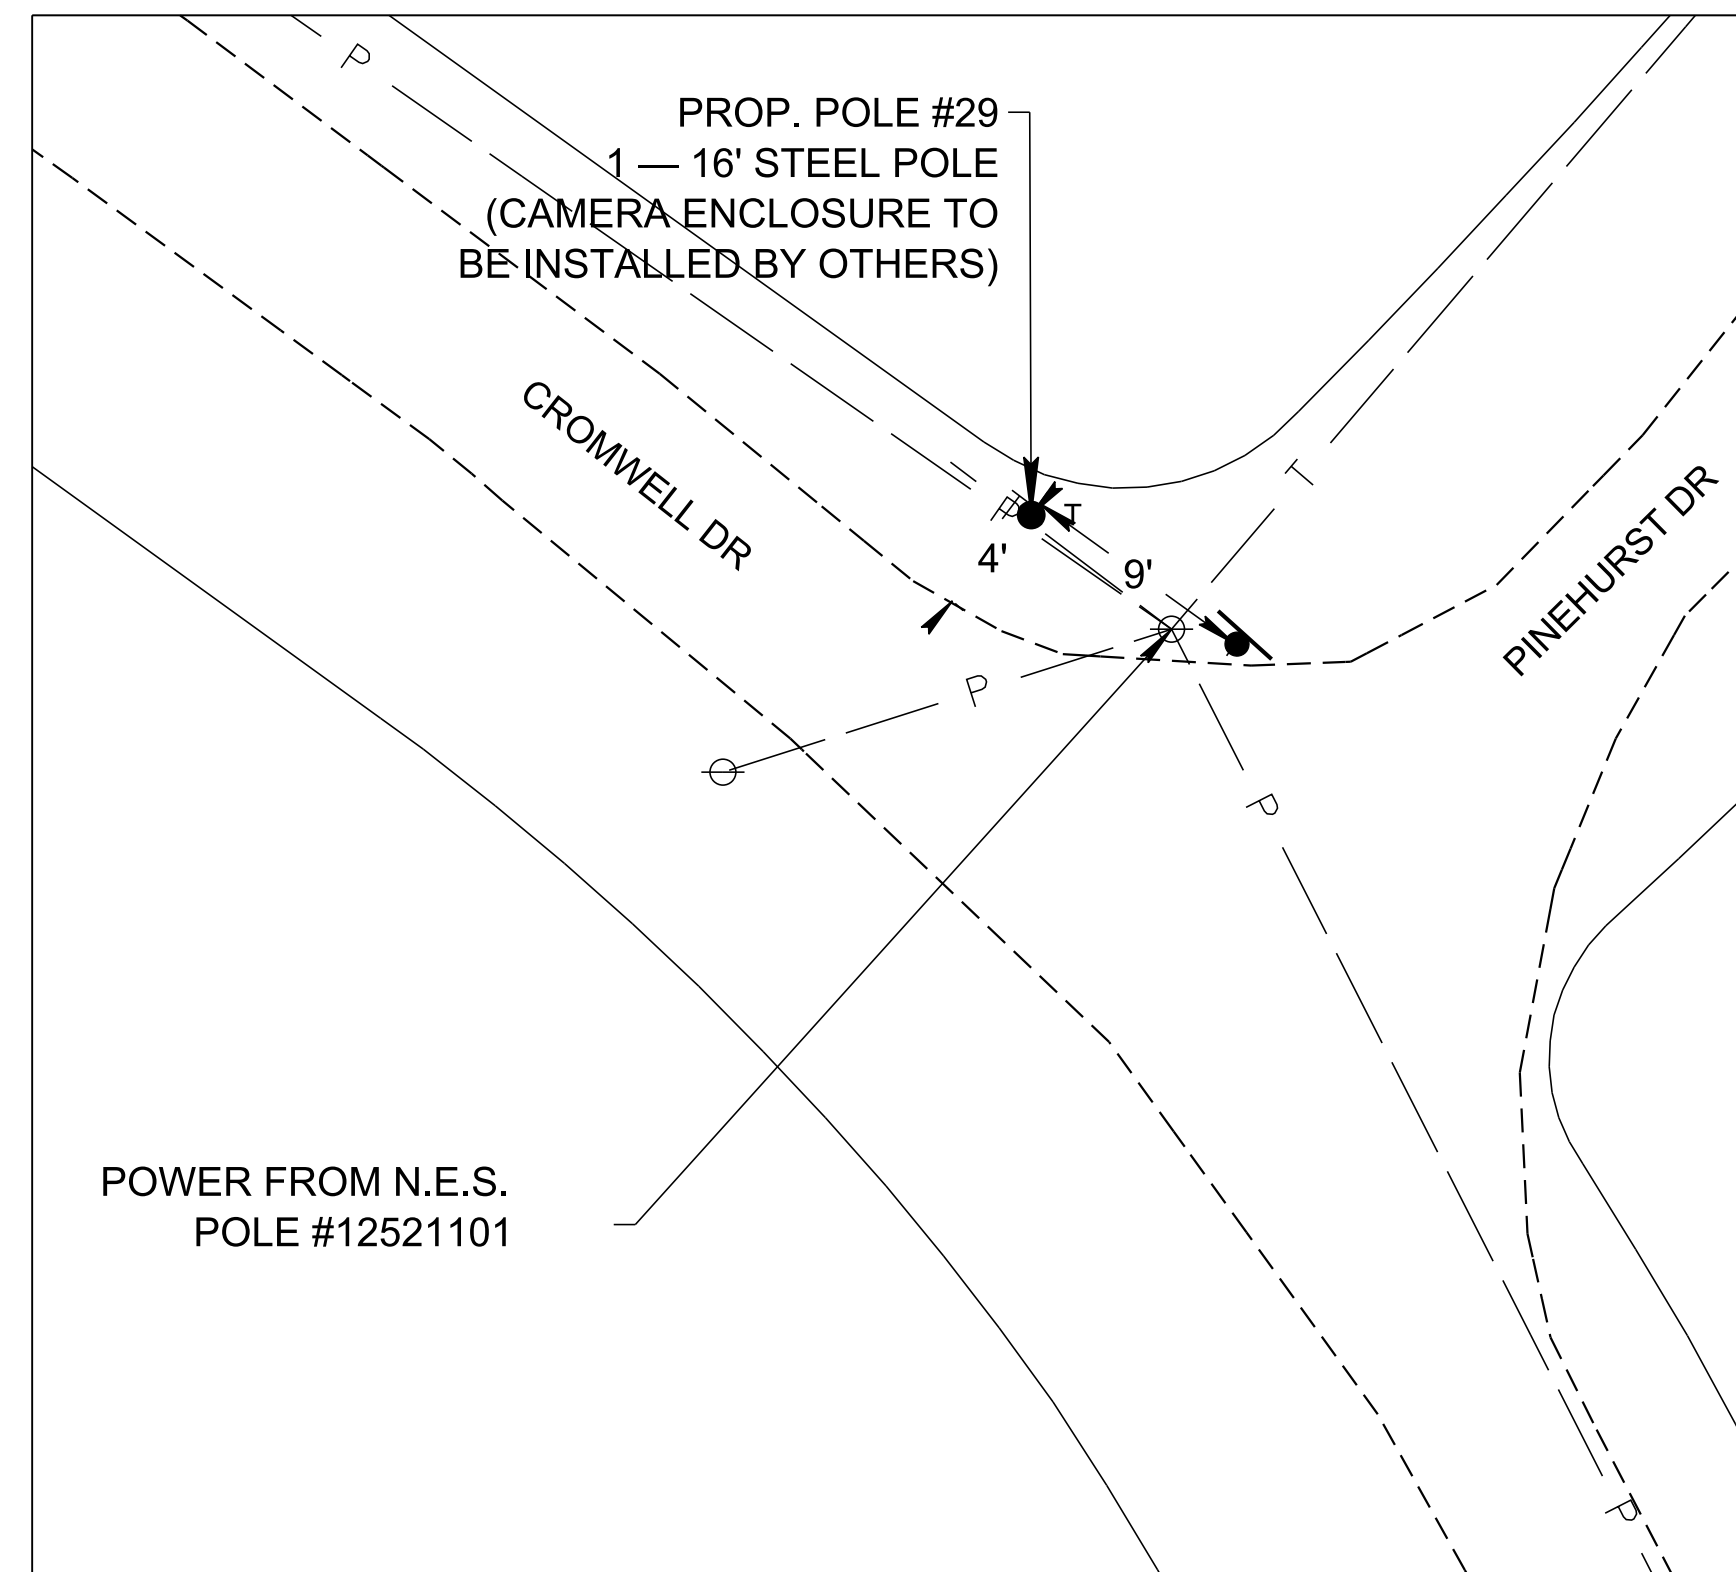 P
PROP. POLE #29
1 — 16' STEEL POLE
(CAMERA ENCLOSURE TO
BE INSTALLED BY OTHERS)
CROMWELL DR
T
P
T
4'
9'
PINEHURST DR
P
P
POWER FROM N.E.S.
POLE #12521101
P